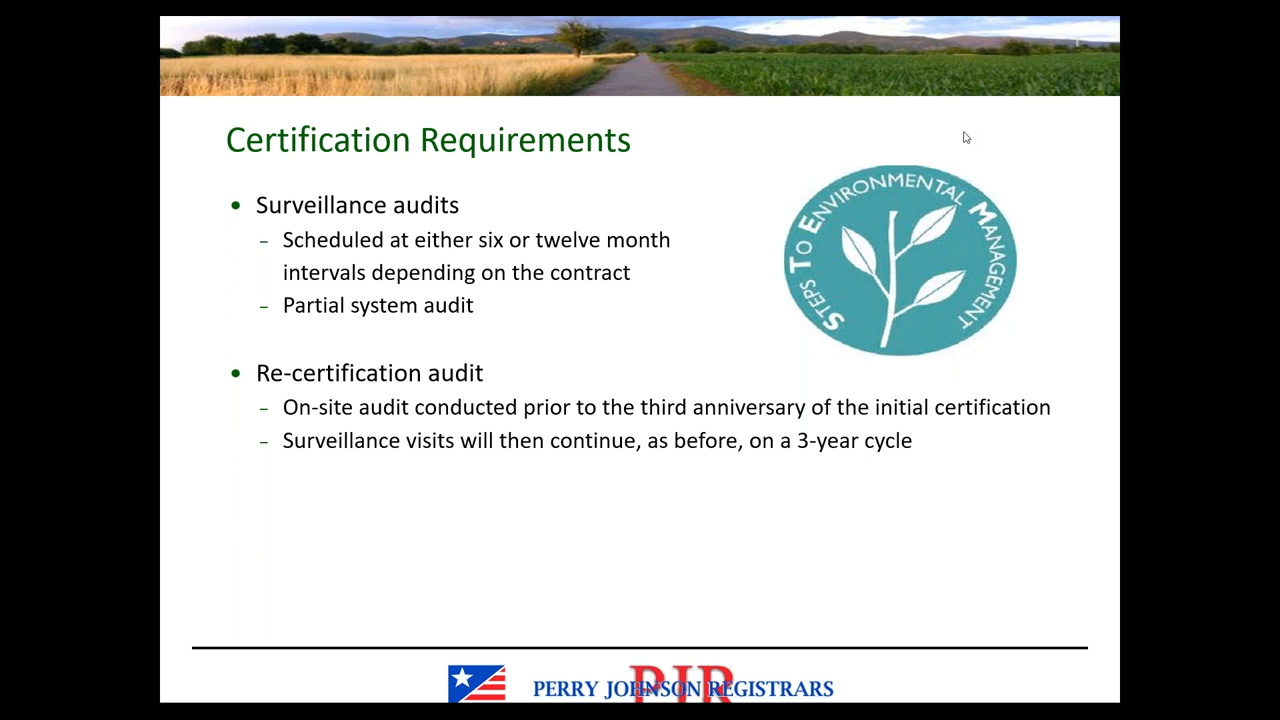 Certification Requirements
• Surveillance audits
– Scheduled at either six or twelve month
intervals depending on the contract
– Partial system audit
STEPS TO ENVIRONMENTAL MANAGEMENT
• Re-certification audit
– On-site audit conducted prior to the third anniversary of the initial certification
– Surveillance visits will then continue, as before, on a 3-year cycle
PJR
PERRY JOHNSON REGISTRARS